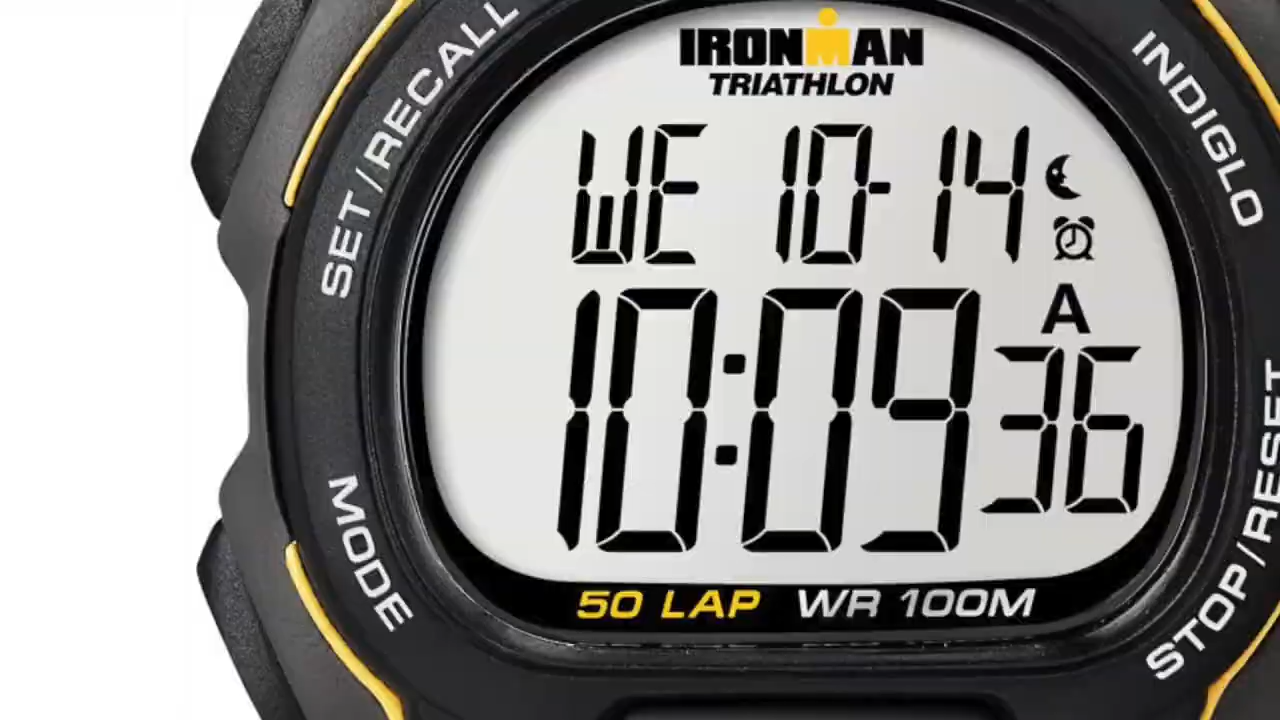 IRONMAN
TRIATHLON
SET/RECALL
INDIGLO
WE 10-14
A
10:09 36
MODE
STOP/RESET
50 LAP WR 100M